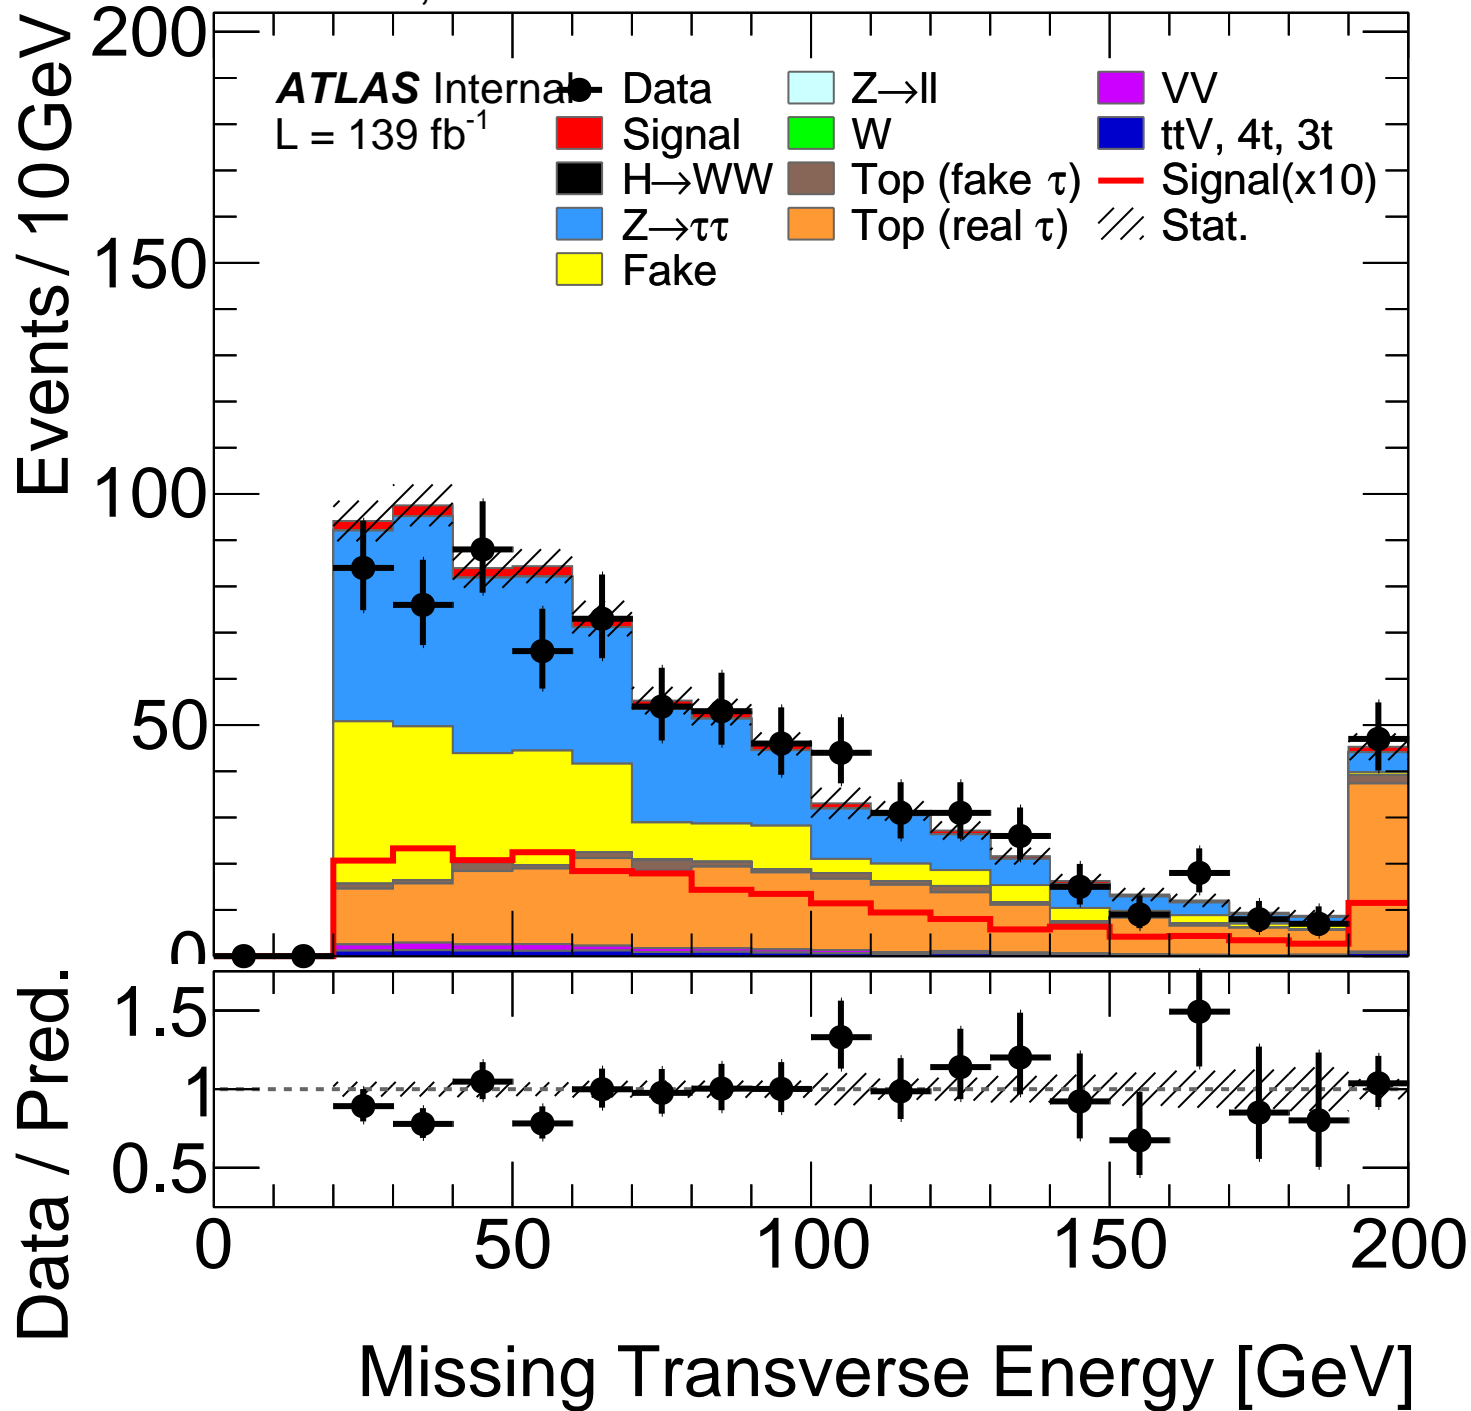 Events / 10GeV
200
150
100
50
0
ATLAS Internal
L = 139 fb⁻¹
Data
Signal
H→WW
Z→ττ
Fake
Z→ll
W
Top (fake τ)
Top (real τ)
VV
ttV, 4t, 3t
Signal(x10)
Stat.
Data / Pred.
1.5
1
0.5
0 50 100 150 200
Missing Transverse Energy [GeV]